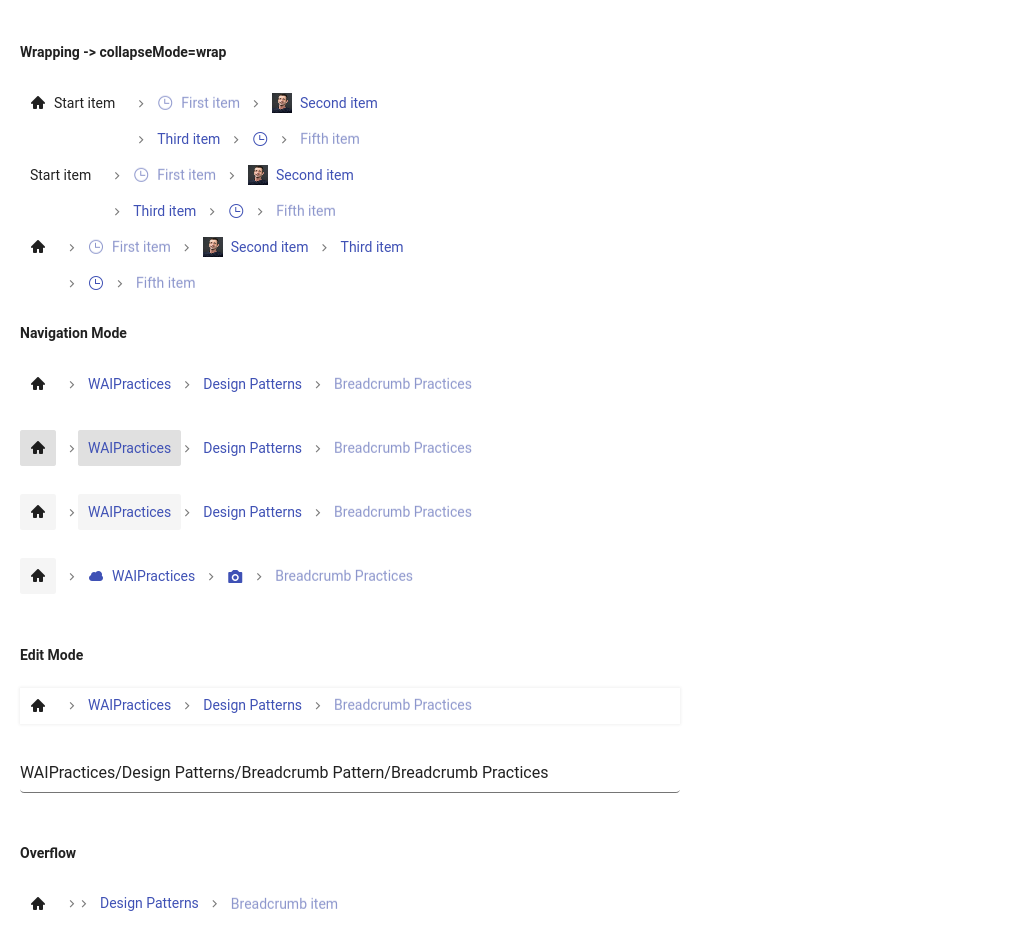 Wrapping -> collapseMode=wrap
Start item First item Second item
Third item Fifth item
Start item First item Second item
Third item Fifth item
First item Second item Third item
Fifth item
Navigation Mode
WAIPractices Design Patterns Breadcrumb Practices
WAIPractices Design Patterns Breadcrumb Practices
WAIPractices Design Patterns Breadcrumb Practices
WAIPractices Breadcrumb Practices
Edit Mode
WAIPractices Design Patterns Breadcrumb Practices
WAIPractices/Design Patterns/Breadcrumb Pattern/Breadcrumb Practices
Overflow
Design Patterns Breadcrumb item